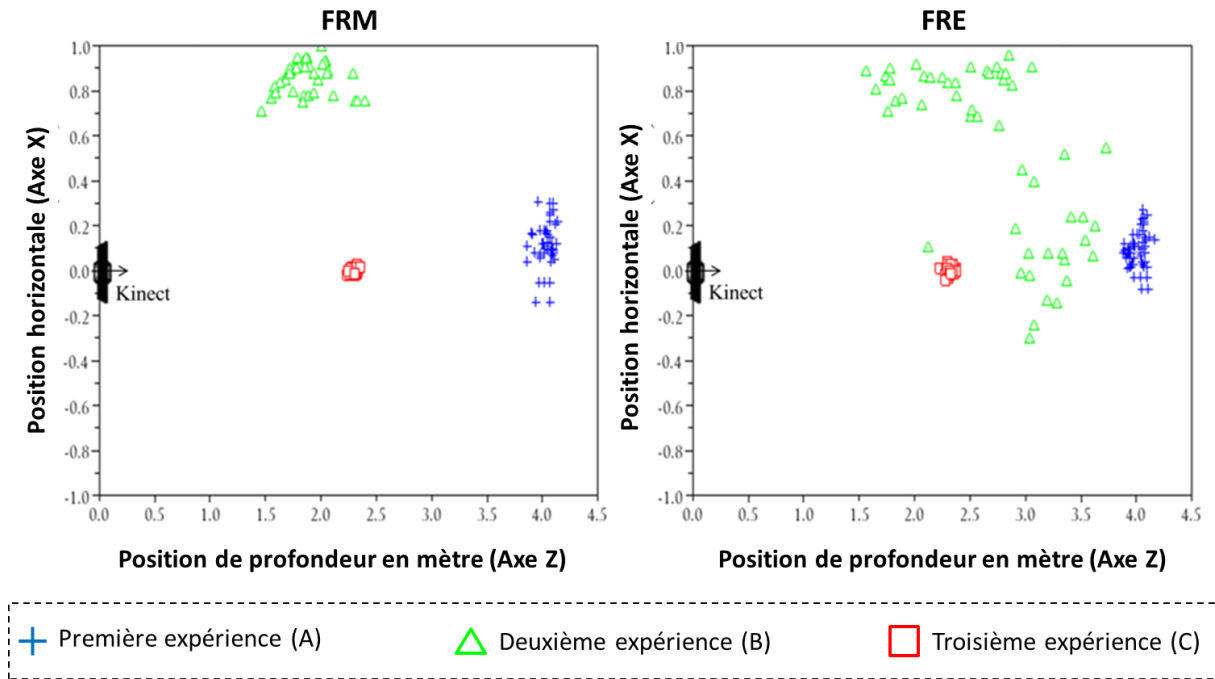 FRM
FRE
1.0
0.8
0.6
0.4
0.2
0.0
-0.2
-0.4
-0.6
-0.8
-1.0
Position horizontale (Axe X)
Kinect
0.0 0.5 1.0 1.5 2.0 2.5 3.0 3.5 4.0 4.5
Position de profondeur en mètre (Axe Z)
1.0
0.8
0.6
0.4
0.2
0.0
-0.2
-0.4
-0.6
-0.8
-1.0
Position horizontale (Axe X)
Kinect
0.0 0.5 1.0 1.5 2.0 2.5 3.0 3.5 4.0 4.5
Position de profondeur en mètre (Axe Z)
Première expérience (A)
Deuxième expérience (B)
Troisième expérience (C)